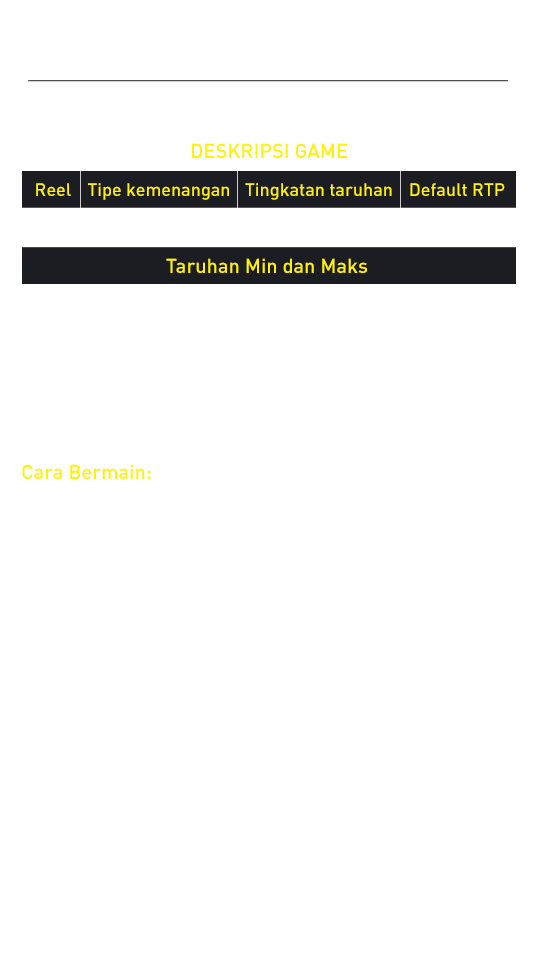 DESKRIPSI GAME
Reel Tipe kemenangan Tingkatan taruhan Default RTP
Taruhan Min dan Maks
Cara Bermain: